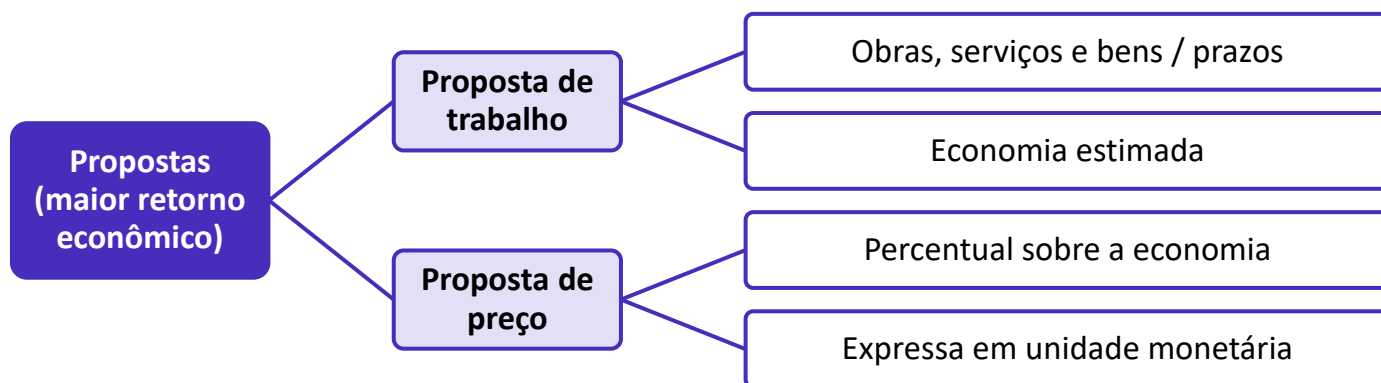 Propostas
(maior retorno
econômico)
Proposta de
trabalho
Obras, serviços e bens / prazos
Economia estimada
Proposta de
preço
Percentual sobre a economia
Expressa em unidade monetária